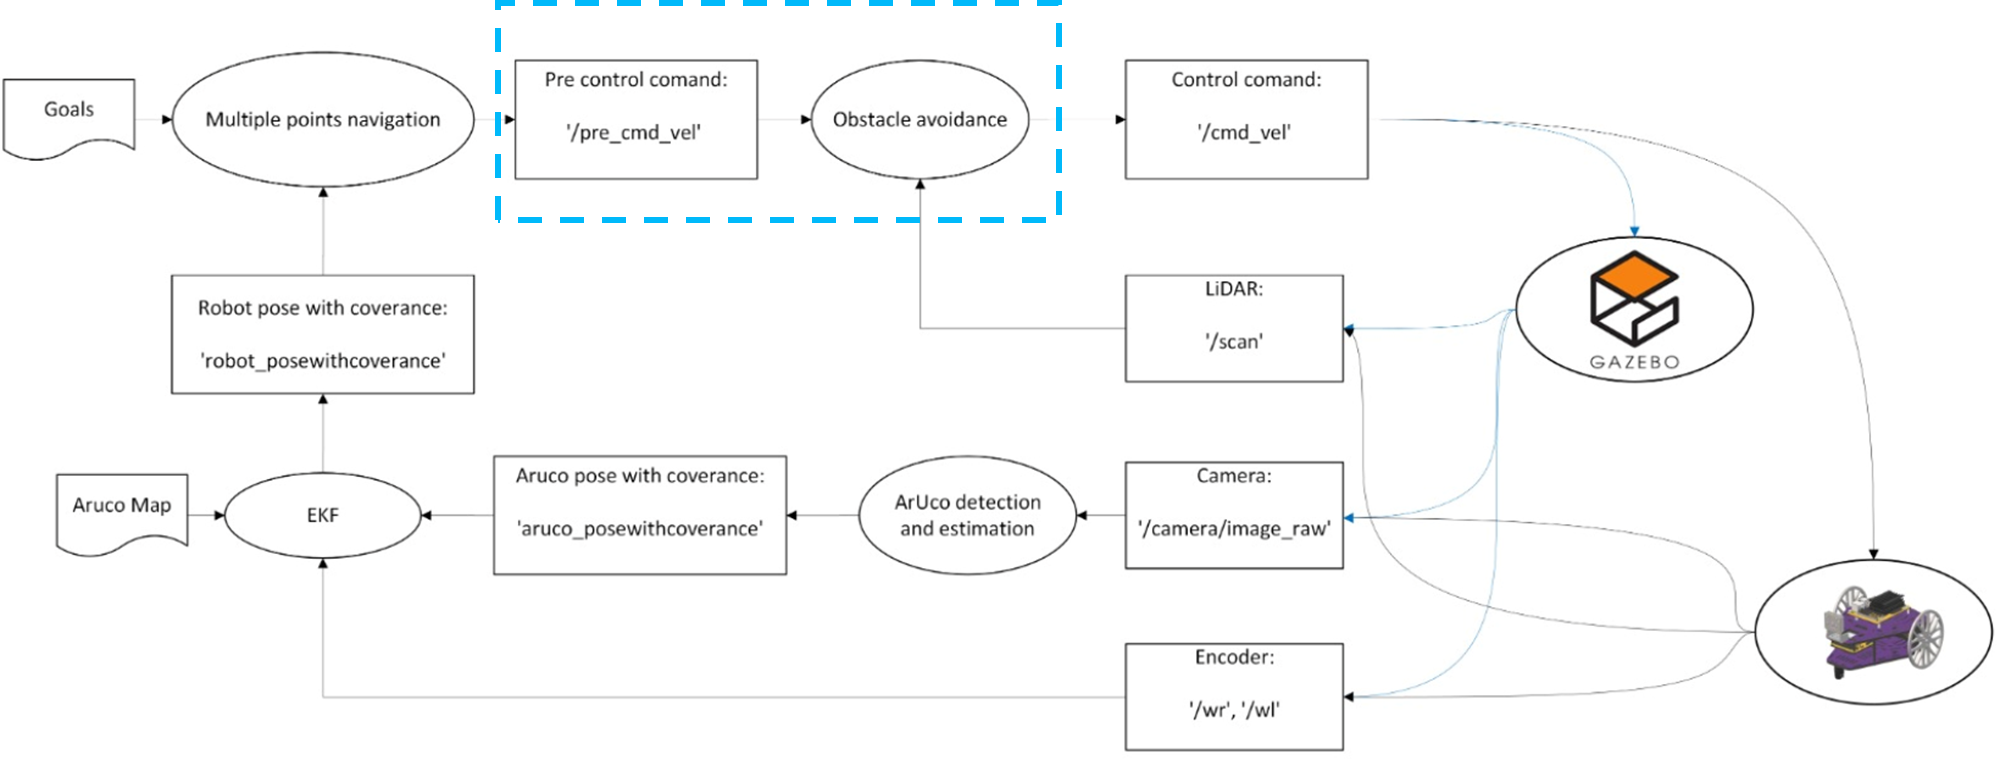 Goals
Multiple points navigation
Pre control comand:
'/pre_cmd_vel'
Obstacle avoidance
Control comand:
'/cmd_vel'
Robot pose with coverance:
'robot_posewithcoverance'
LiDAR:
'/scan'
GAZEBO
Aruco Map
EKF
Aruco pose with coverance:
'aruco_posewithcoverance'
ArUco detection
and estimation
Camera:
'/camera/image_raw'
Encoder:
'/wr', '/wl'